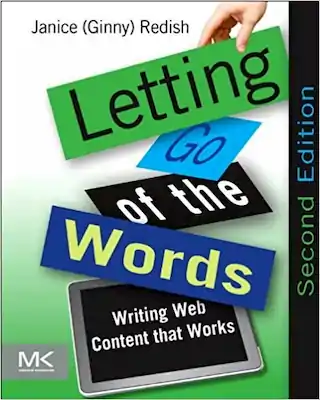 Janice (Ginny) Redish
Letting
Go
of the
Words
Writing Web
Content that Works
Second Edition
MK